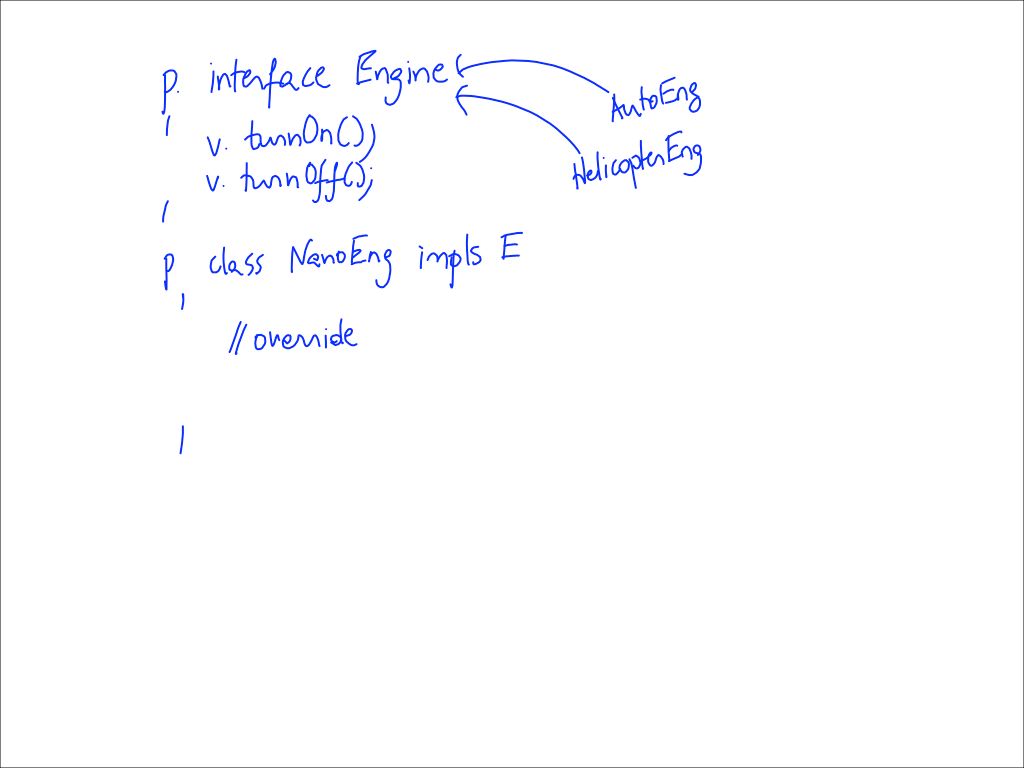 p. interface Engine
AutoEng
HelicopterEng
v. turnOn();
v. turnOff();
p class NanoEng impls E
// override